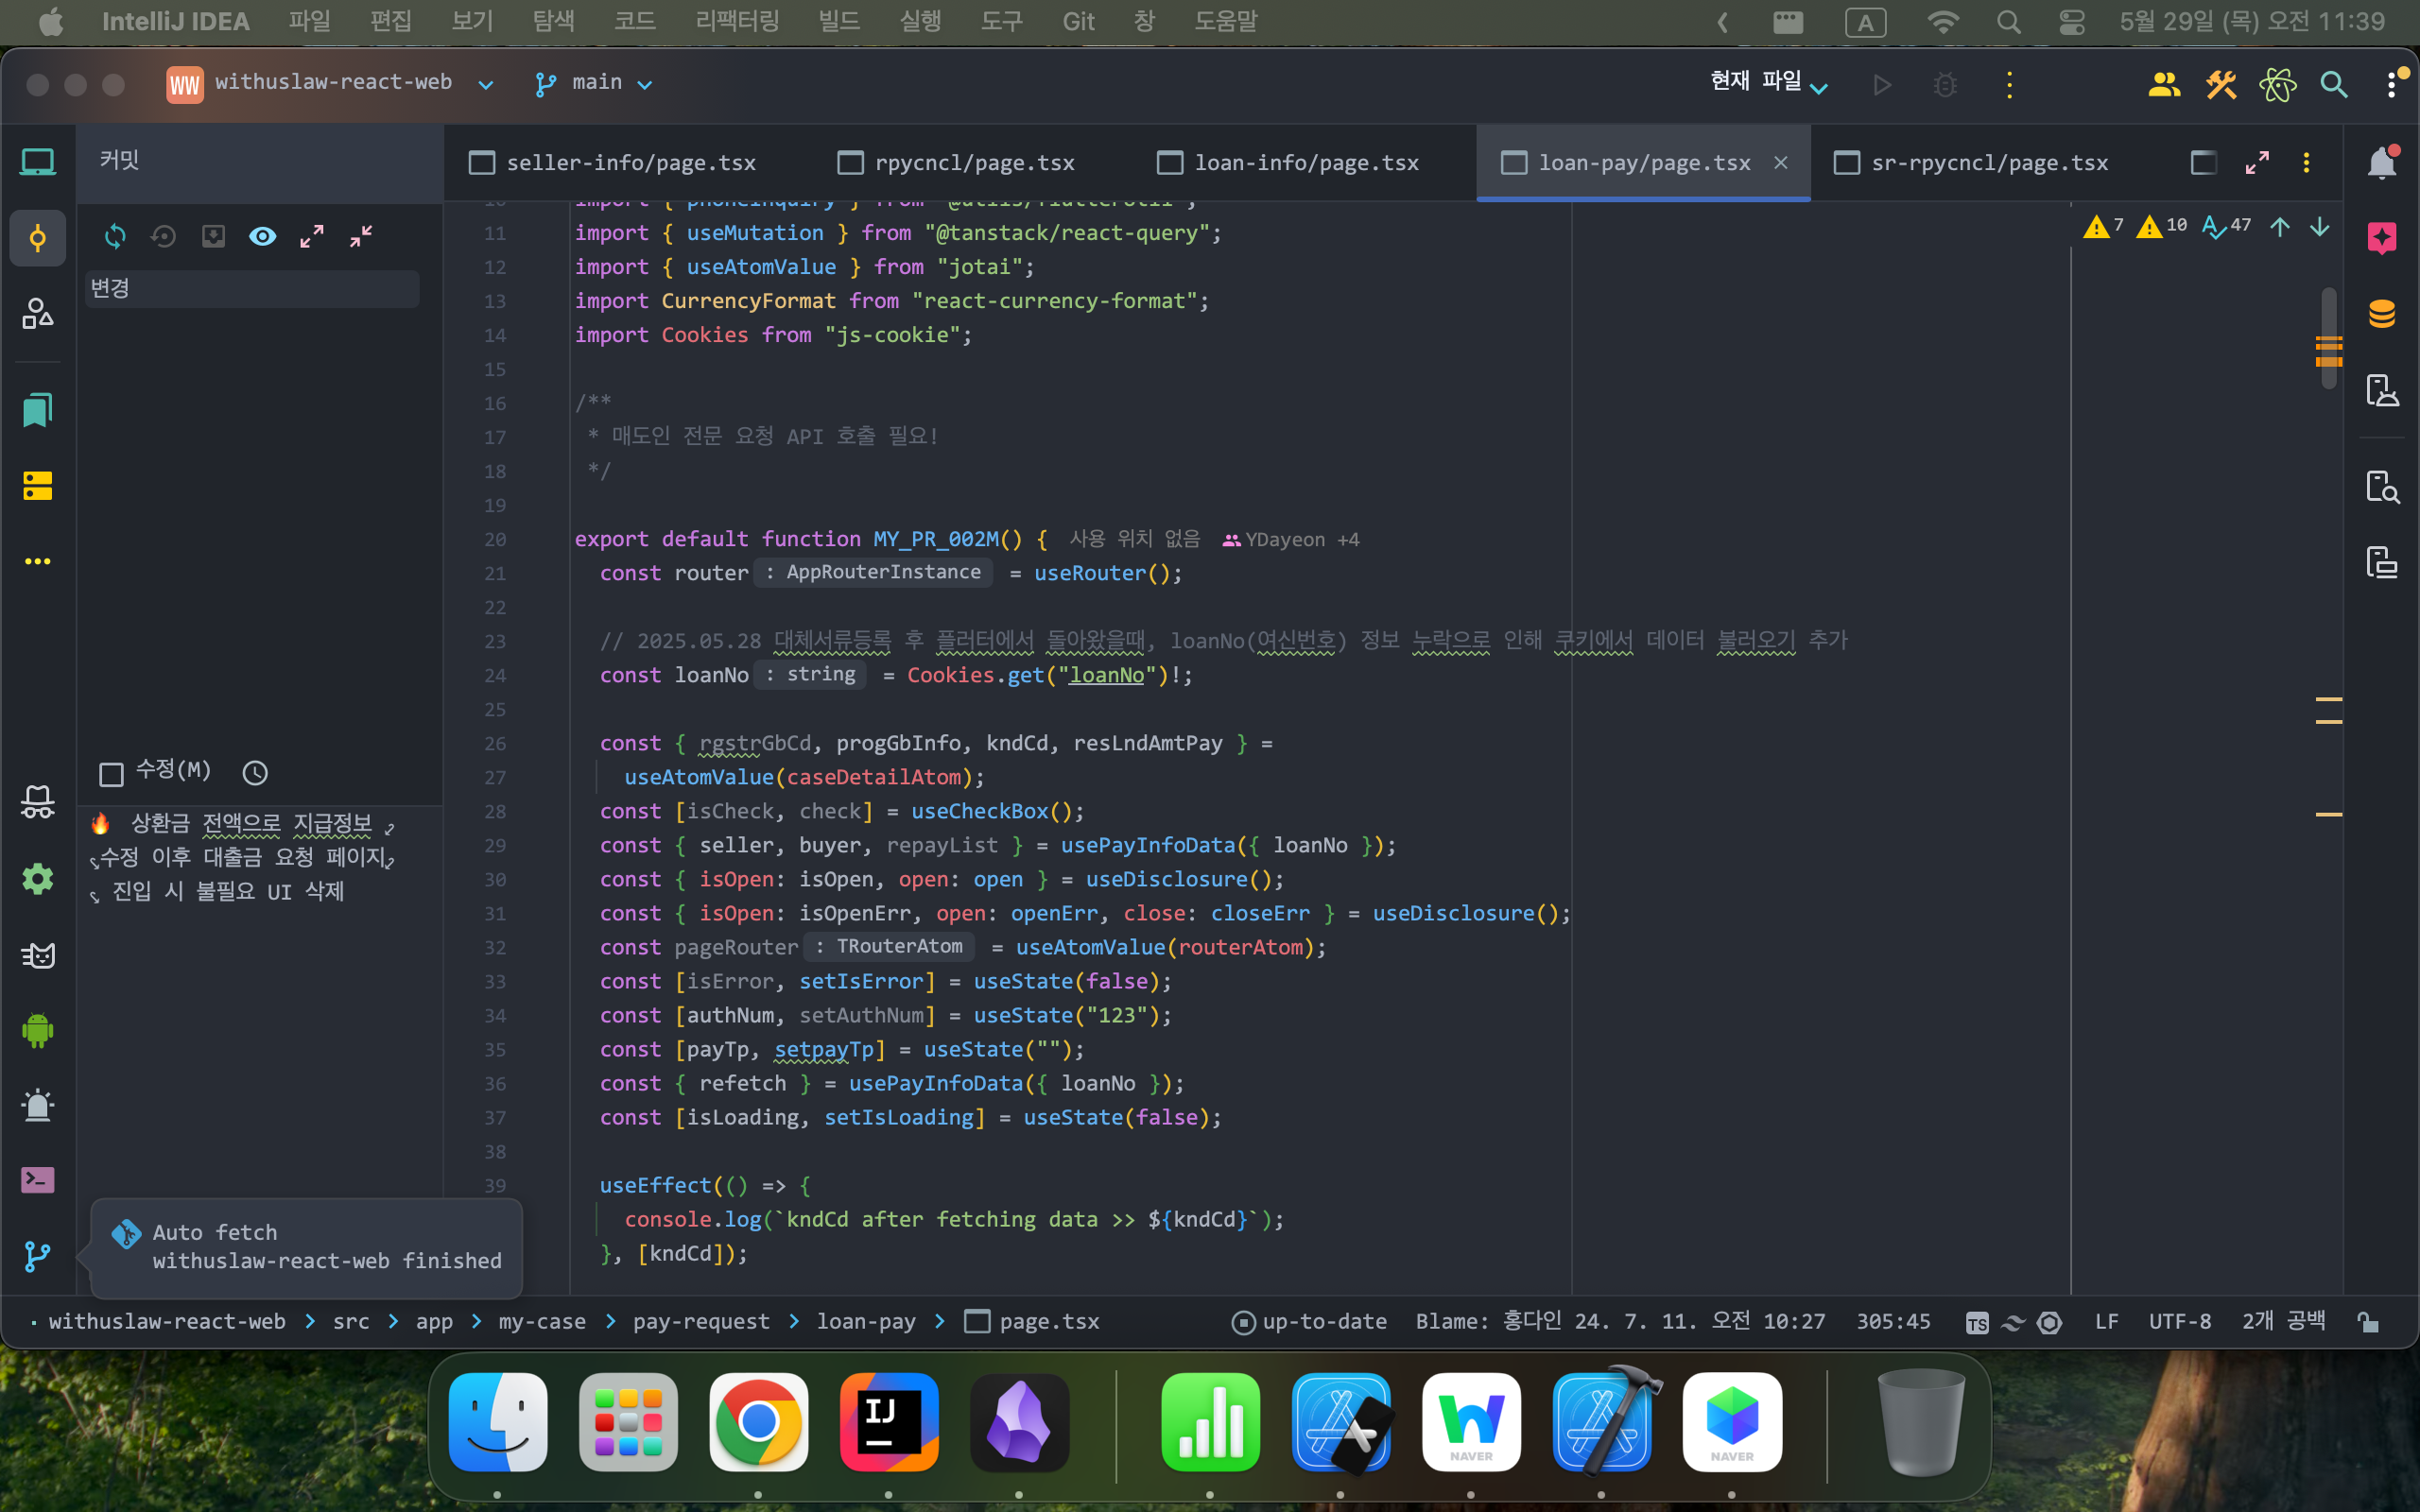 IntelliJ IDEA 파일 편집 보기 탐색 코드 리팩터링 빌드 실행 도구 Git 창 도움말 A 5월 29일 (목) 오전 11:39
WW withuslaw-react-web main 현재 파일
커밋
seller-info/page.tsx rpycncl/page.tsx loan-info/page.tsx loan-pay/page.tsx sr-rpycncl/page.tsx
7 10 47
변경
11 import { useMutation } from "@tanstack/react-query";
12 import { useAtomValue } from "jotai";
13 import CurrencyFormat from "react-currency-format";
14 import Cookies from "js-cookie";
15
16 /**
17 * 매도인 전문 요청 API 호출 필요!
18 */
19
20 export default function MY_PR_002M() { 사용 위치 없음 YDayeon +4
21 const router : AppRouterInstance = useRouter();
22
23 // 2025.05.28 대체서류등록 후 플러터에서 돌아왔을때, loanNo(여신번호) 정보 누락으로 인해 쿠키에서 데이터 불러오기 추가
24 const loanNo : string = Cookies.get("loanNo")!;
25
26 const { rgstrGbCd, progGbInfo, kndCd, resLndAmtPay } =
27 useAtomValue(caseDetailAtom);
28 const [isCheck, check] = useCheckBox();
29 const { seller, buyer, repayList } = usePayInfoData({ loanNo });
30 const { isOpen: isOpen, open: open } = useDisclosure();
31 const { isOpen: isOpenErr, open: openErr, close: closeErr } = useDisclosure();
32 const pageRouter : TRouterAtom = useAtomValue(routerAtom);
33 const [isError, setIsError] = useState(false);
34 const [authNum, setAuthNum] = useState("123");
35 const [payTp, setpayTp] = useState("");
36 const { refetch } = usePayInfoData({ loanNo });
37 const [isLoading, setIsLoading] = useState(false);
38
39 useEffect(() => {
console.log(`kndCd after fetching data >> ${kndCd}`);
}, [kndCd]);
수정(M)
🔥 상환금 전액으로 지급정보
수정 이후 대출금 요청 페이지
진입 시 불필요 UI 삭제
Auto fetch
withuslaw-react-web finished
withuslaw-react-web > src > app > my-case > pay-request > loan-pay > page.tsx up-to-date Blame: 홍다인 24. 7. 11. 오전 10:27 305:45 TS LF UTF-8 2개 공백
IJ NAVER NAVER